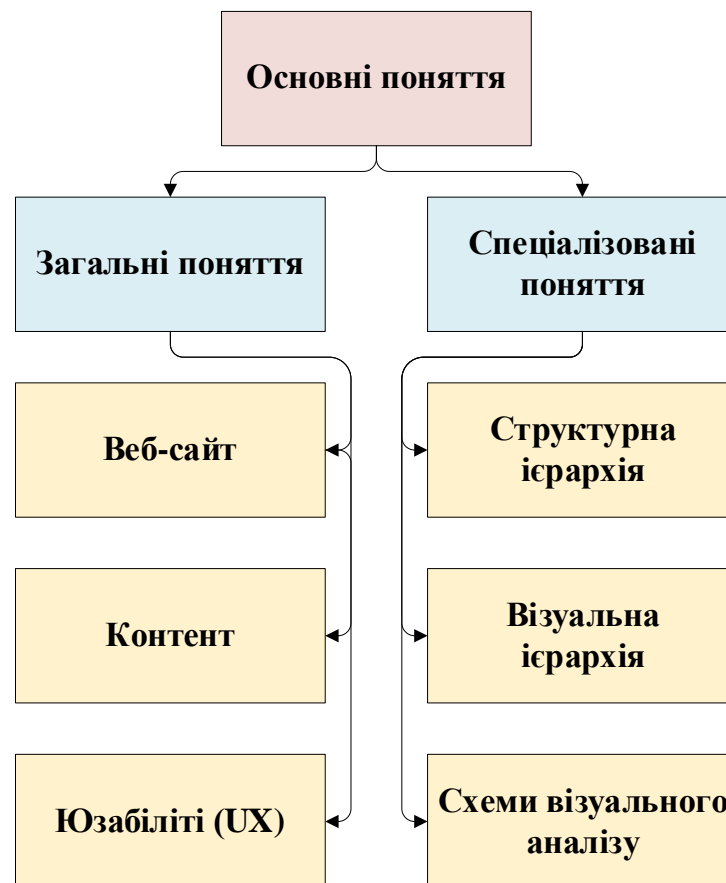 Основні поняття
Загальні поняття
Спеціалізовані
поняття
Веб-сайт
Структурна
ієрархія
Контент
Візуальна
ієрархія
Юзабіліті (UX)
Схеми візуального
аналізу